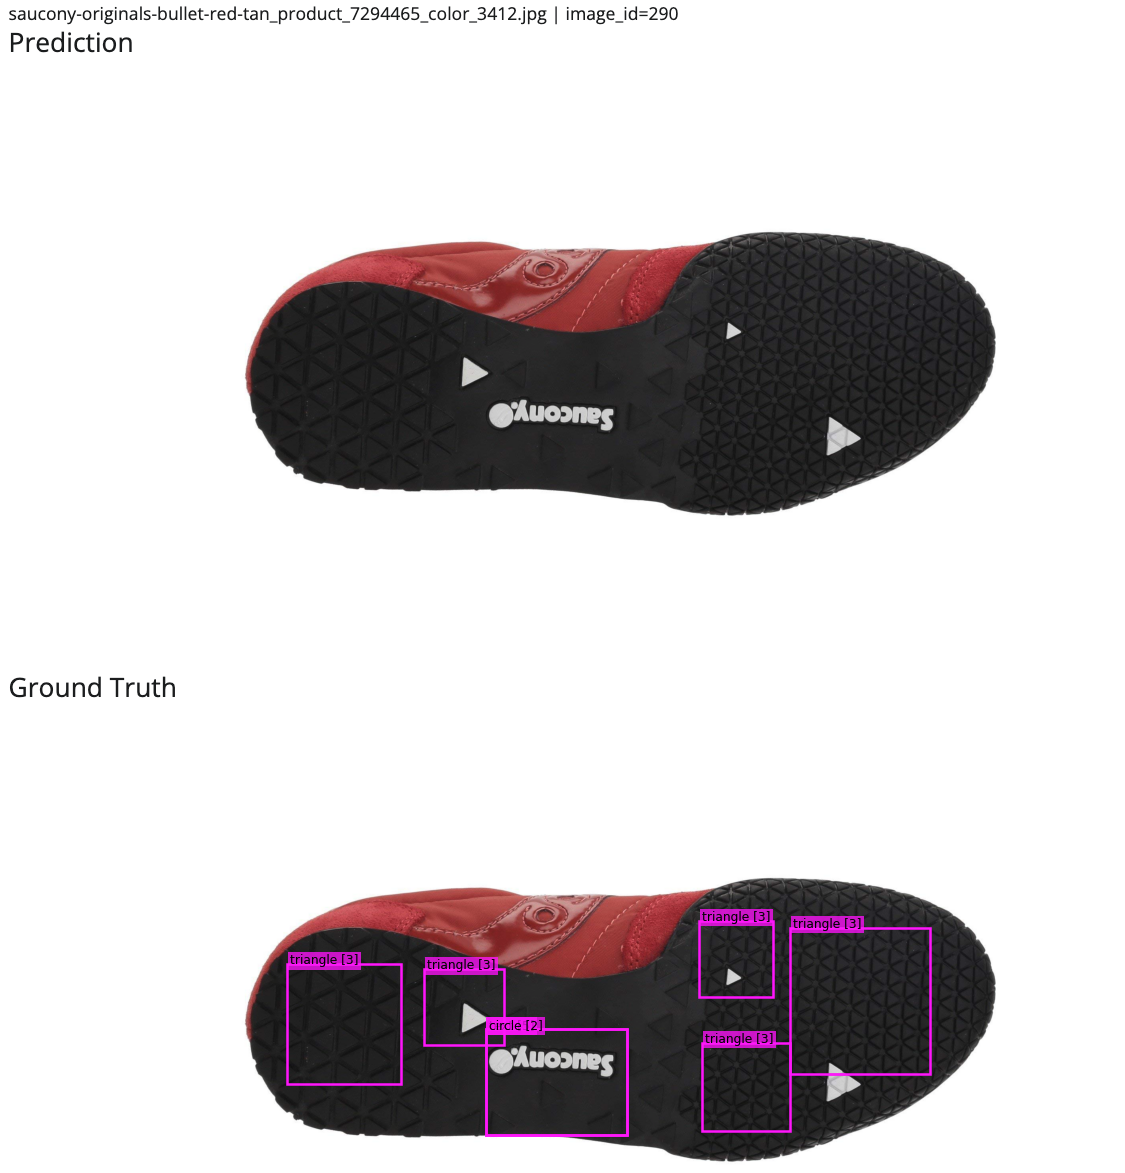 saucony-originals-bullet-red-tan_product_7294465_color_3412.jpg | image_id=290
Prediction
Saucony
Ground Truth
triangle [3]
triangle [3]
triangle [3]
triangle [3]
circle [2]
Saucony
triangle [3]